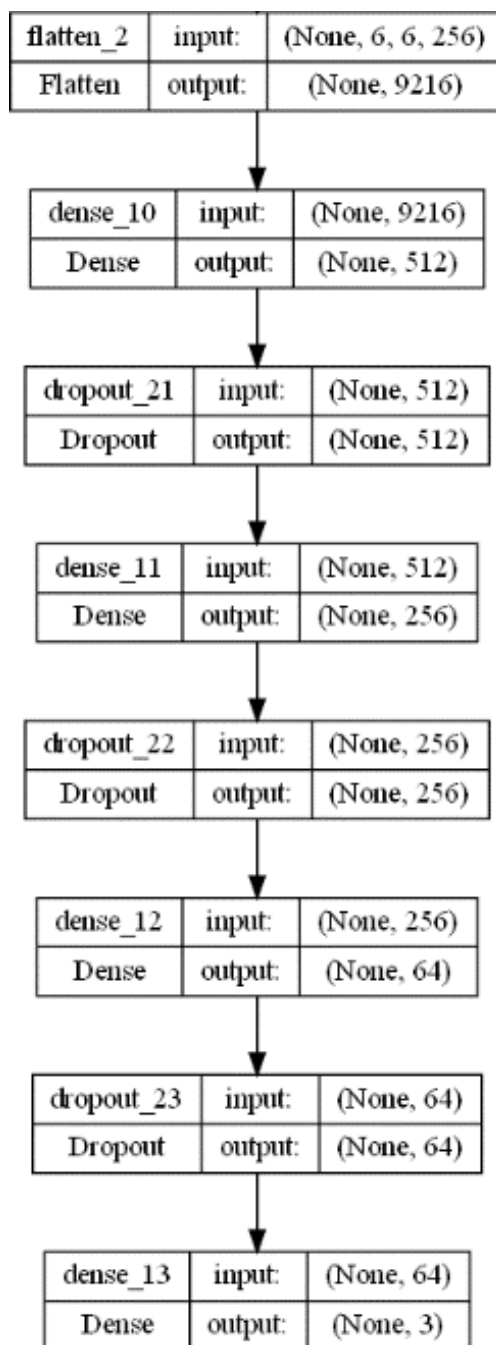 flatten_2 input: (None, 6, 6, 256)
Flatten output: (None, 9216)
dense_10 input: (None, 9216)
Dense output: (None, 512)
dropout_21 input: (None, 512)
Dropout output: (None, 512)
dense_11 input: (None, 512)
Dense output: (None, 256)
dropout_22 input: (None, 256)
Dropout output: (None, 256)
dense_12 input: (None, 256)
Dense output: (None, 64)
dropout_23 input: (None, 64)
Dropout output: (None, 64)
dense_13 input: (None, 64)
Dense output: (None, 3)